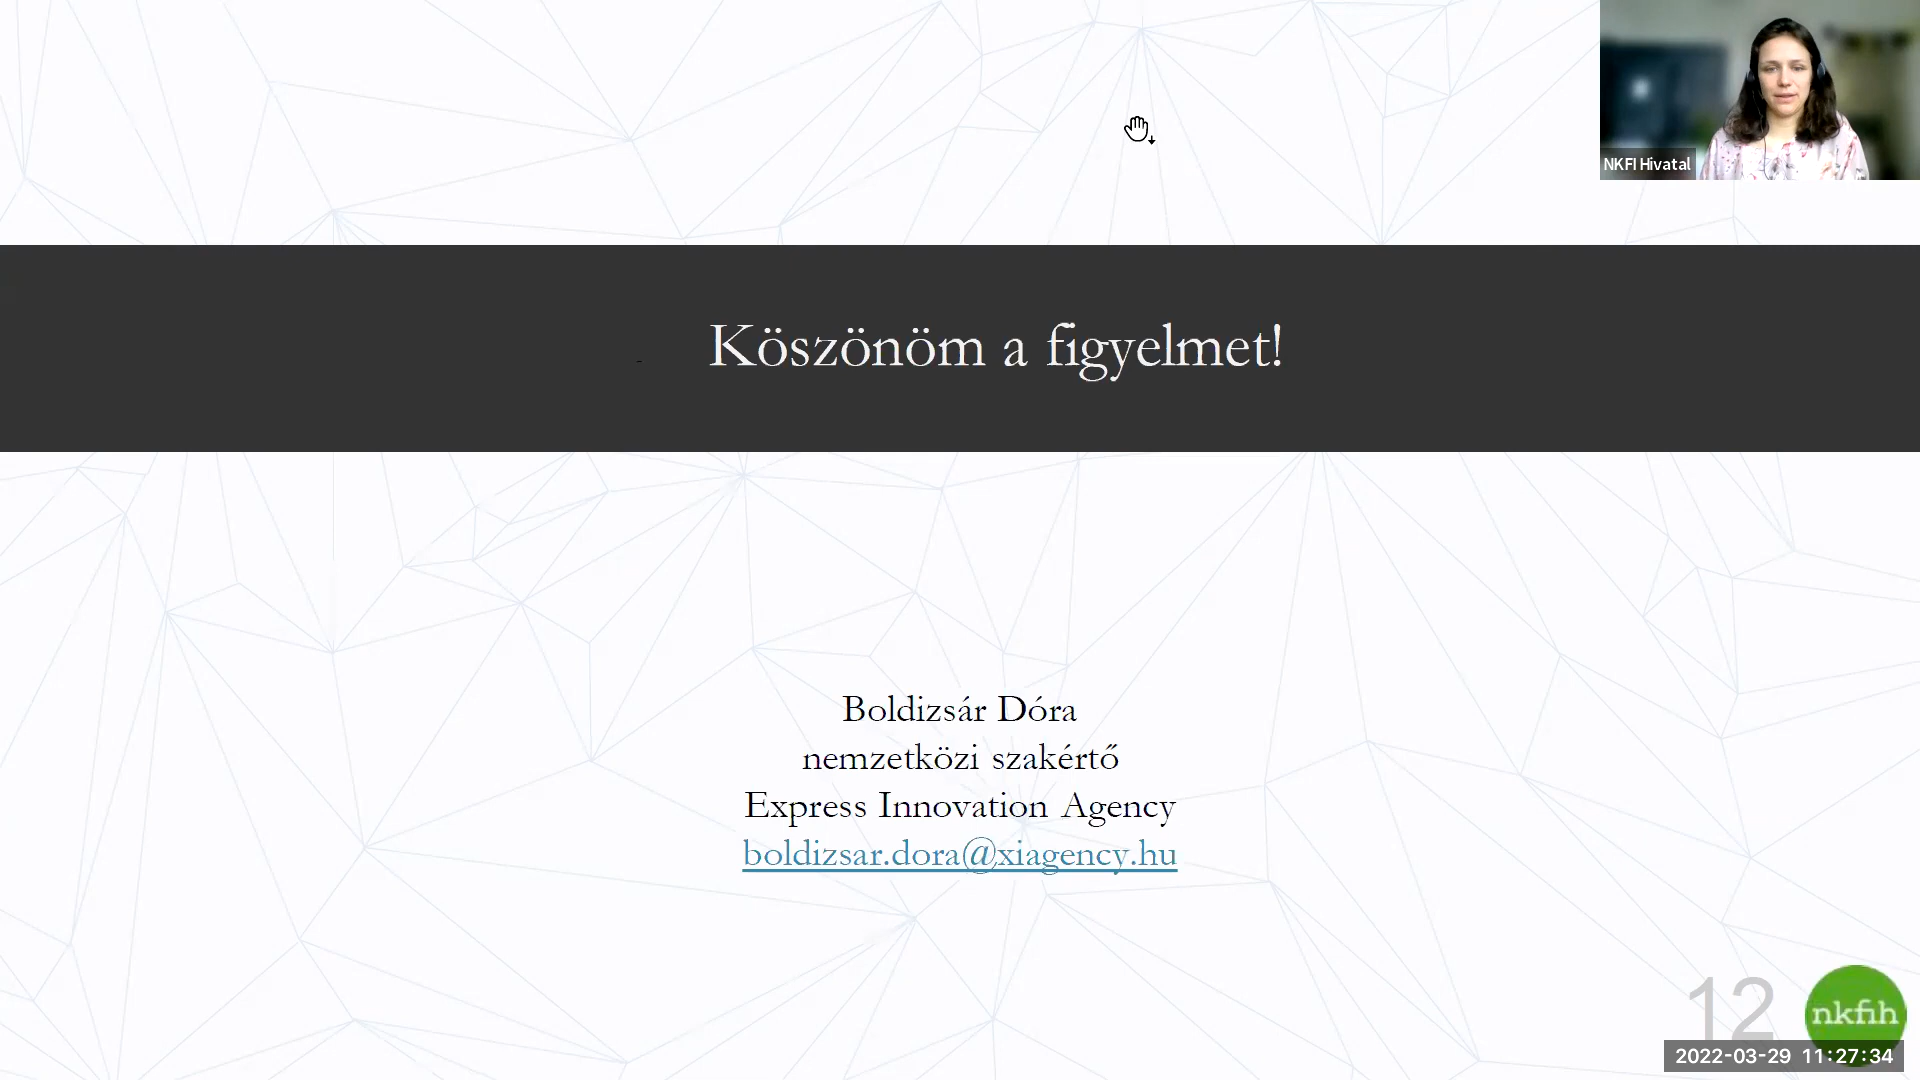 NKFI Hivatal
Köszönöm a figyelmet!
Boldizsár Dóra
nemzetközi szakértő
Express Innovation Agency
boldizsar.dora@xiagency.hu
12
nkfih
2022-03-29 11:27:34